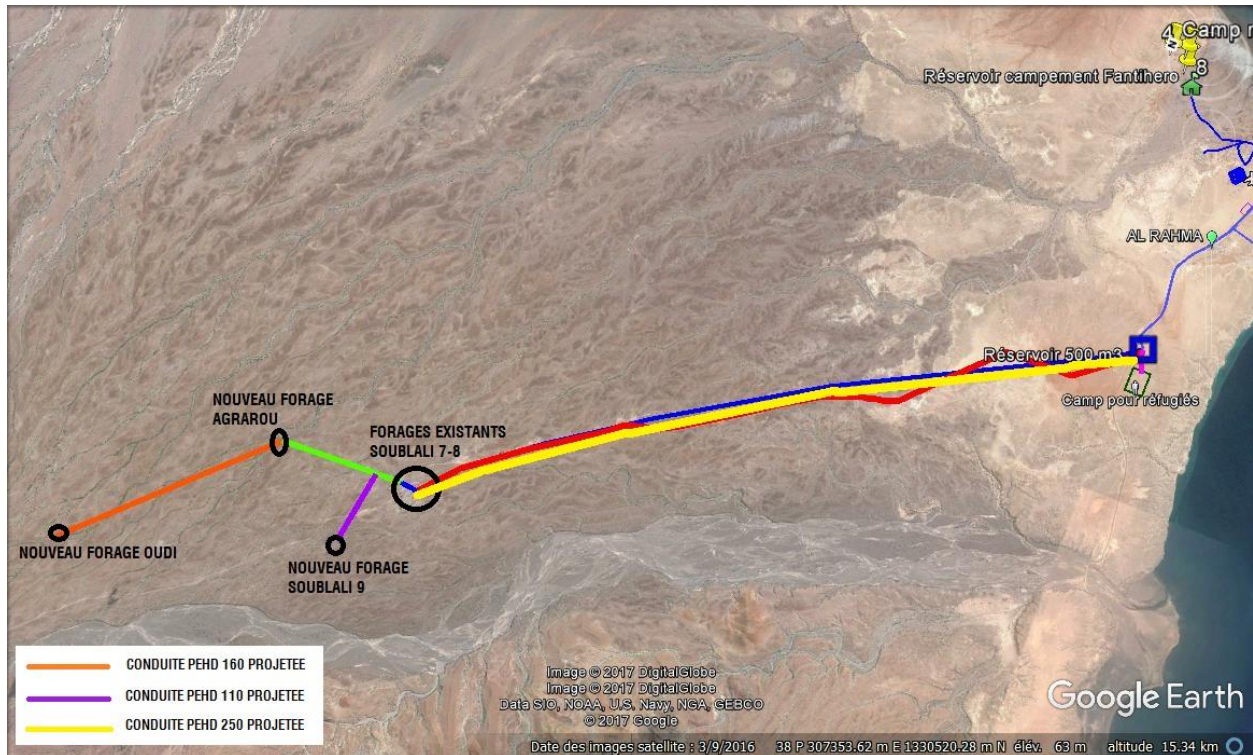 4
Camp r
N
8
Réservoir campement Fantihero
AL RAHMA
Réservoir 500 m3
Camp pour réfugiés
NOUVEAU FORAGE
AGRAROU
FORAGES EXISTANTS
SOUBLALI 7-8
NOUVEAU FORAGE OUDI
NOUVEAU FORAGE
SOUBLALI 9
CONDUITE PEHD 160 PROJETEE
CONDUITE PEHD 110 PROJETEE
CONDUITE PEHD 250 PROJETEE
Image © 2017 DigitalGlobe
Image © 2017 DigitalGlobe
Data SIO, NOAA, U.S. Navy, NGA, GEBCO
© 2017 Google
Google Earth
Date des images satellite : 3/9/2016 38 P 307353.62 m E 1330520.28 m N élév. 63 m altitude 15.34 km